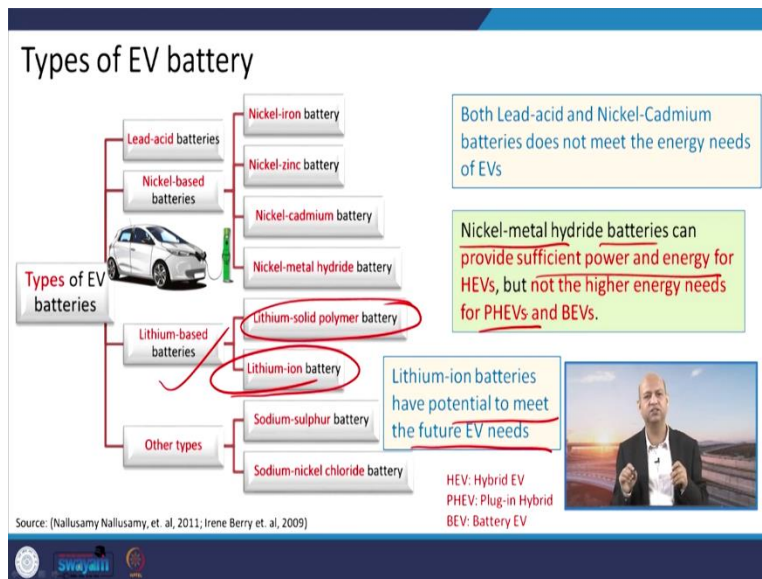 Types of EV battery
Lead-acid batteries
Nickel-based
batteries
Nickel-iron battery
Nickel-zinc battery
Nickel-cadmium battery
Nickel-metal hydride battery
Types of EV
batteries
Lithium-based
batteries
Lithium-solid polymer battery
Lithium-ion battery
Other types
Sodium-sulphur battery
Sodium-nickel chloride battery
Both Lead-acid and Nickel-Cadmium
batteries does not meet the energy needs
of EVs
Nickel-metal hydride batteries can
provide sufficient power and energy for
HEVs, but not the higher energy needs
for PHEVs and BEVs.
Lithium-ion batteries
have potential to meet
the future EV needs
HEV: Hybrid EV
PHEV: Plug-in Hybrid
BEV: Battery EV
Source: (Nallusamy Nallusamy, et. al, 2011; Irene Berry et. al, 2009)
swayam